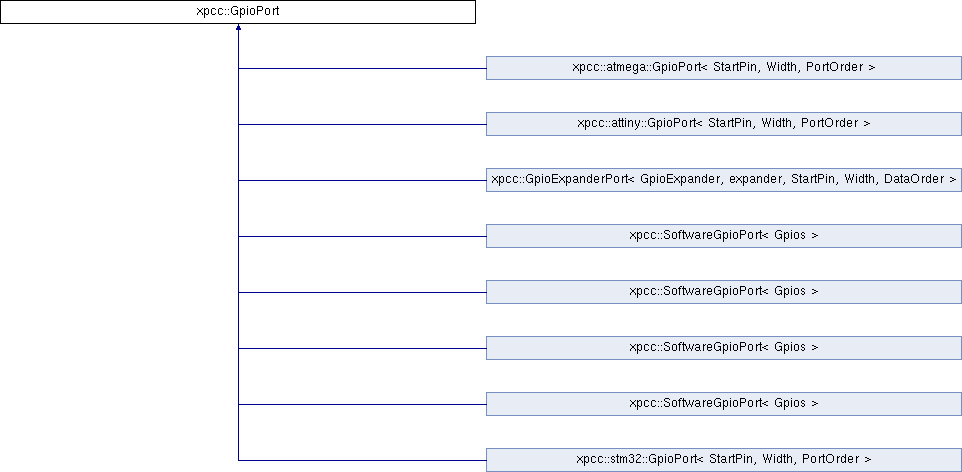 xpcc::GpioPort
xpcc::atmega::GpioPort< StartPin, Width, PortOrder >
xpcc::attiny::GpioPort< StartPin, Width, PortOrder >
xpcc::GpioExpanderPort< GpioExpander, expander, StartPin, Width, DataOrder >
xpcc::SoftwareGpioPort< Gpios >
xpcc::SoftwareGpioPort< Gpios >
xpcc::SoftwareGpioPort< Gpios >
xpcc::SoftwareGpioPort< Gpios >
xpcc::stm32::GpioPort< StartPin, Width, PortOrder >